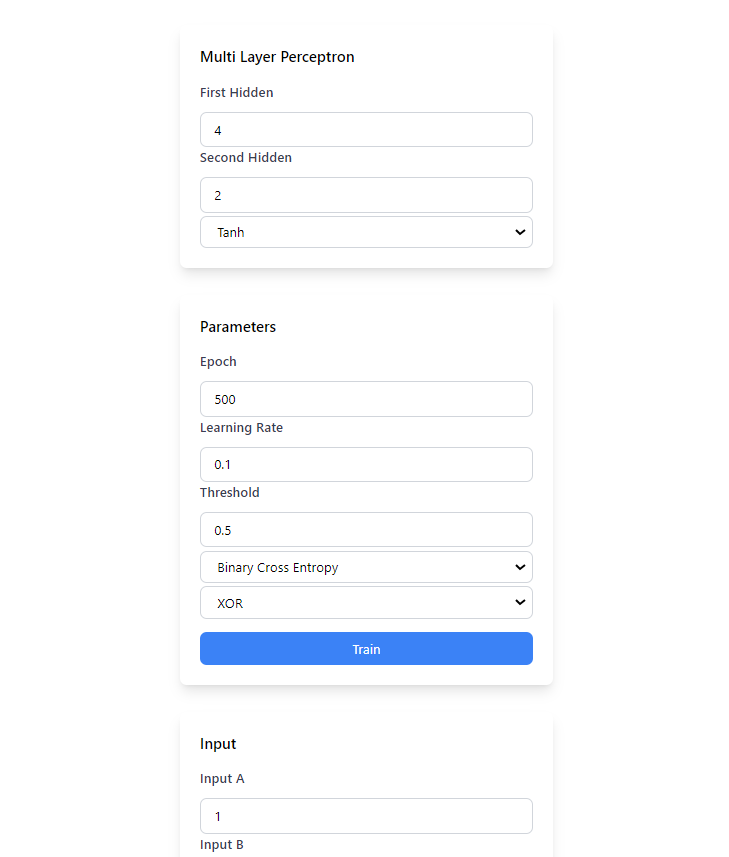 Multi Layer Perceptron
First Hidden
4
Second Hidden
2
Tanh
Parameters
Epoch
500
Learning Rate
0.1
Threshold
0.5
Binary Cross Entropy
XOR
Train
Input
Input A
1
Input B